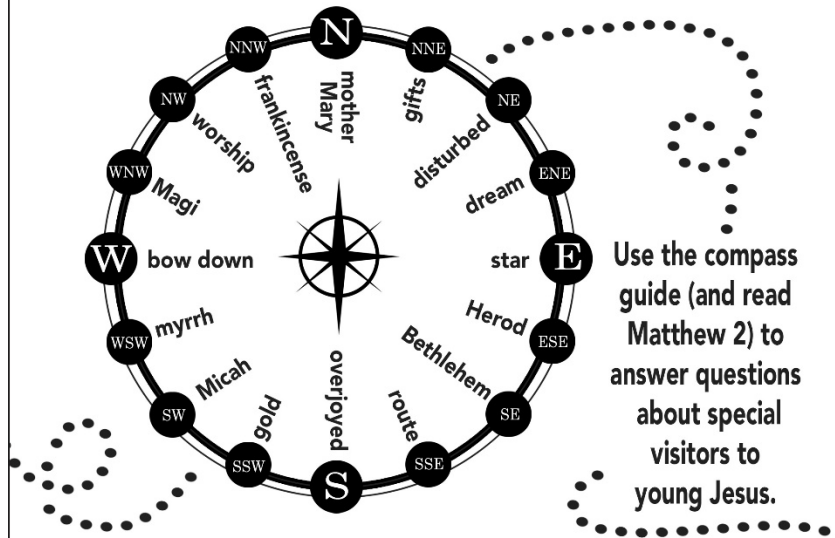 N
mother
Mary
NNE
gifts
NE
disturbed
ENE
dream
E
star
ESE
Herod
SE
Bethlehem
SSE
route
S
overjoyed
SSW
gold
SW
Micah
WSW
myrrh
W
bow down
WNW
Magi
NW
worship
NNW
frankincense
Use the compass
guide (and read
Matthew 2) to
answer questions
about special
visitors to
young Jesus.